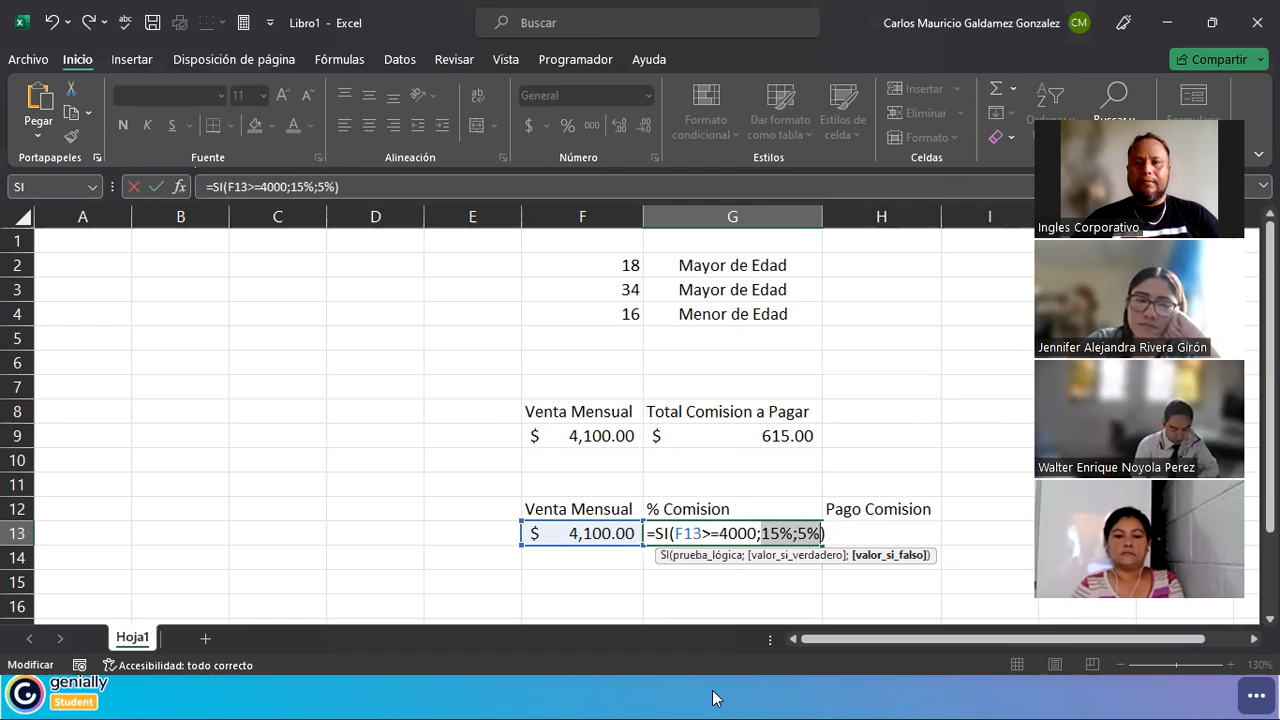 Libro1 - Excel
Buscar
Carlos Mauricio Galdamez Gonzalez
CM
Archivo Inicio Insertar Disposición de página Fórmulas Datos Revisar Vista Programador Ayuda
Compartir
Pegar
11
N K S
General
$ % 000
Formato condicional
Dar formato como tabla
Estilos de celda
Insertar
Eliminar
Formato
Portapapeles Fuente Alineación Número Estilos Celdas
SI
=SI(F13>=4000;15%;5%)
A B C D E F G H I
1
2 18 Mayor de Edad
3 34 Mayor de Edad
4 16 Menor de Edad
5
6
7
8 Venta Mensual Total Comision a Pagar
9 $ 4,100.00 $ 615.00
10
11
12 Venta Mensual % Comision Pago Comision
13 $ 4,100.00 =SI(F13>=4000;15%;5%)
14 SI(prueba_lógica; [valor_si_verdadero]; [valor_si_falso])
15
16
Ingles Corporativo
Jennifer Alejandra Rivera Girón
Walter Enrique Noyola Perez
Hoja1
Modificar
Accesibilidad: todo correcto
130%
genially
Student